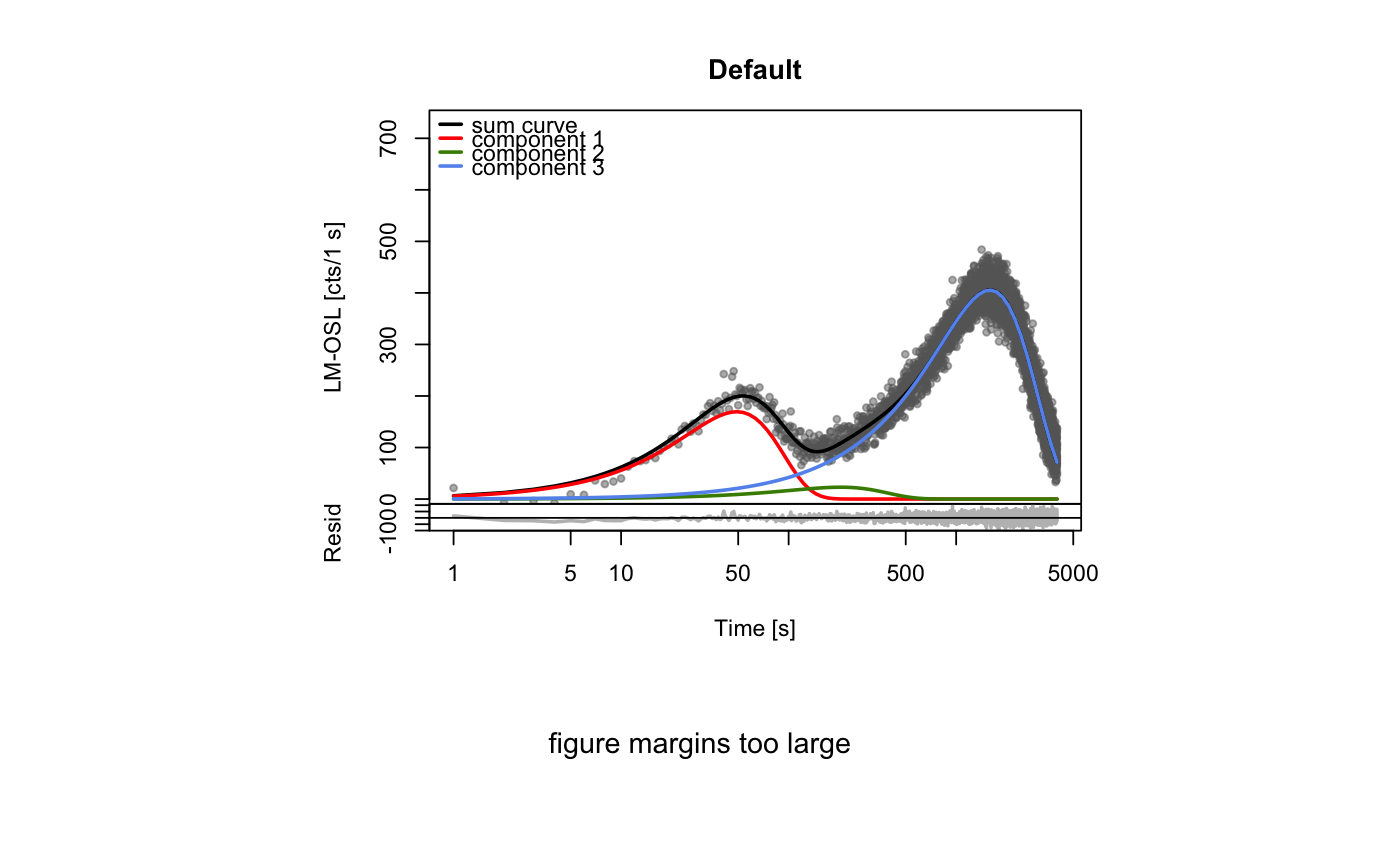 Default
sum curve
component 1
component 2
component 3
LM-OSL [cts/1 s]
700
500
300
100
0
-100
Resid
1 5 10 50 500 5000
Time [s]
figure margins too large